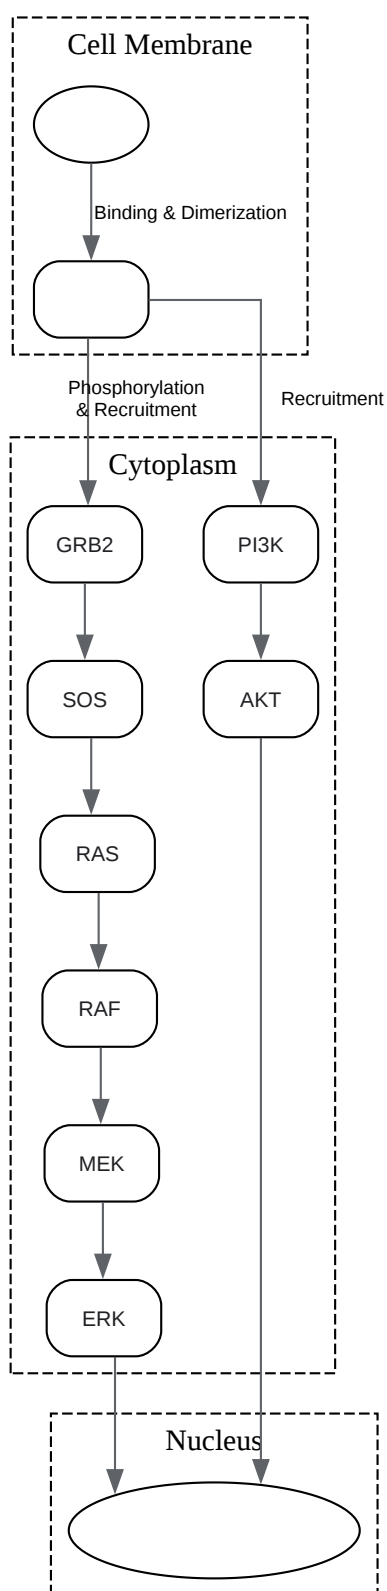 Cell Membrane
Binding & Dimerization
Phosphorylation
& Recruitment
Recruitment
Cytoplasm
GRB2
PI3K
SOS
AKT
RAS
RAF
MEK
ERK
Nucleus